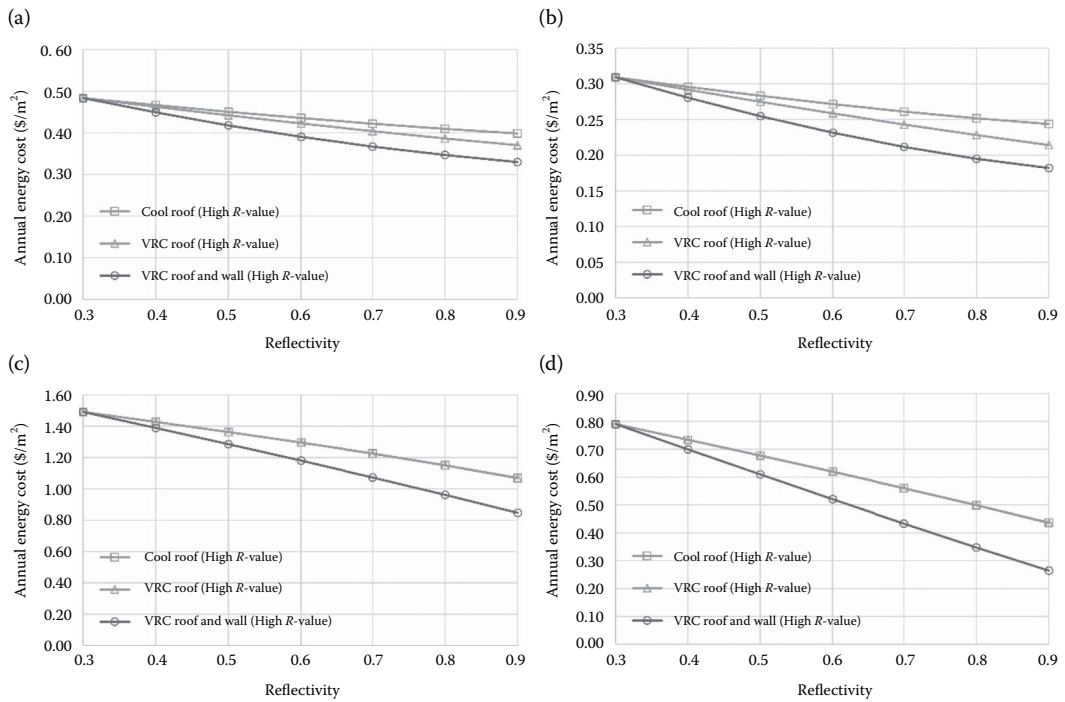 (a)
Annual energy cost ($/m²)
0. 60
0.50
0.40
0.30
0.20
0.10
0.00
Cool roof (High R-value)
VRC roof (High R-value)
VRC roof and wall (High R-value)
0.3 0.4 0.5 0.6 0.7 0.8 0.9
Reflectivity
(b)
Annual energy cost ($/m²)
0.35
0.30
0.25
0.20
0.15
0.10
0.05
0.00
Cool roof (High R-value)
VRC roof (High R-value)
VRC roof and wall (High R-value)
0.3 0.4 0.5 0.6 0.7 0.8 0.9
Reflectivity
(c)
Annual energy cost ($/m²)
1.60
1.40
1.20
1.00
0.80
0.60
0.40
0.20
0.00
Cool roof (High R-value)
VRC roof (High R-value)
VRC roof and wall (High R-value)
0.3 0.4 0.5 0.6 0.7 0.8 0.9
Reflectivity
(d)
Annual energy cost ($/m²)
0.90
0.80
0.70
0.60
0.50
0.40
0.30
0.20
0.10
0.00
Cool roof (High R-value)
VRC roof (High R-value)
VRC roof and wall (High R-value)
0.3 0.4 0.5 0.6 0.7 0.8 0.9
Reflectivity